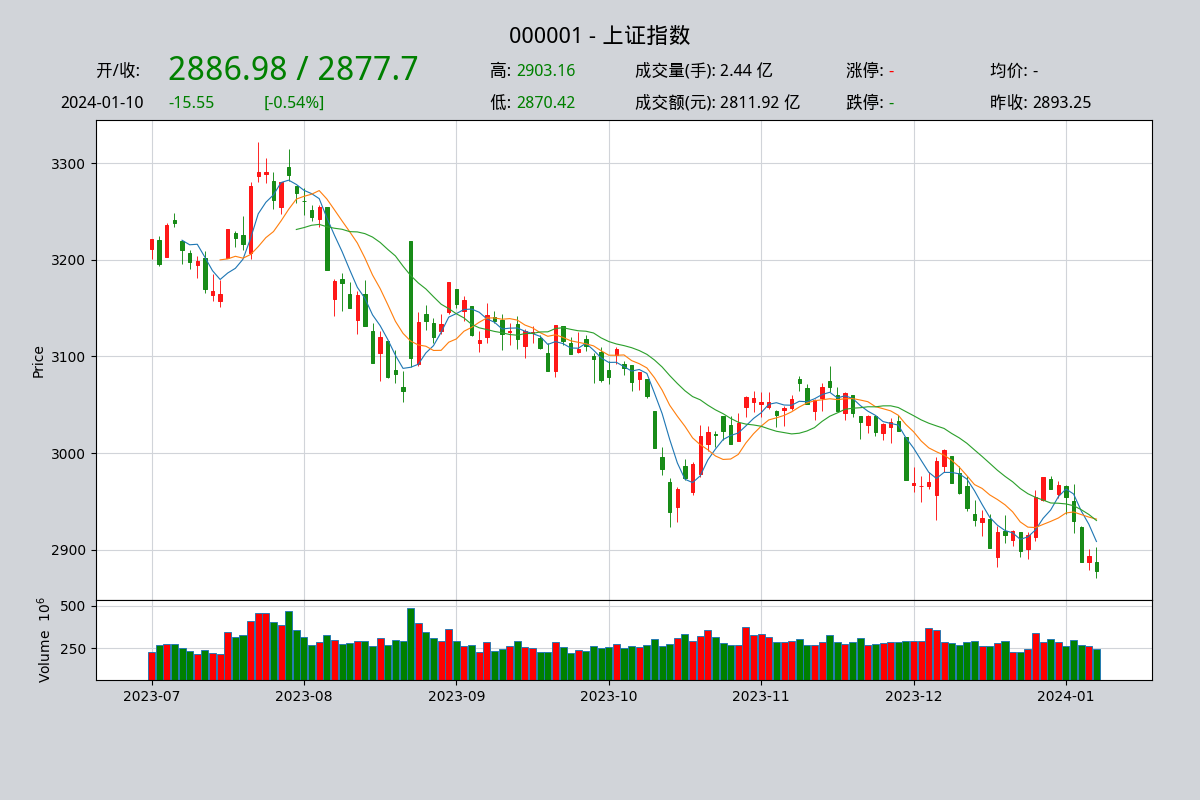 000001 - 上证指数
开/收: 2886.98 / 2877.7 高: 2903.16 成交量(手): 2.44 亿 涨停: - 均价: -
2024-01-10 -15.55 [-0.54%] 低: 2870.42 成交额(元): 2811.92 亿 跌停: - 昨收: 2893.25
3300
3200
3100
3000
2900
Price
500
250
Volume 10^6
2023-07 2023-08 2023-09 2023-10 2023-11 2023-12 2024-01